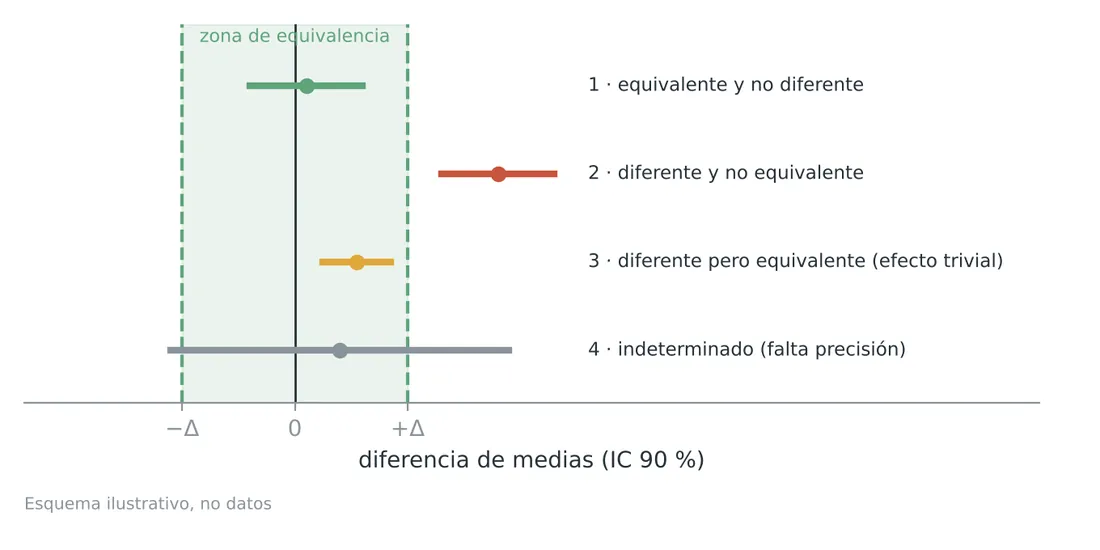 zona de equivalencia
1 · equivalente y no diferente
2 · diferente y no equivalente
3 · diferente pero equivalente (efecto trivial)
4 · indeterminado (falta precisión)
−Δ 0 +Δ
diferencia de medias (IC 90 %)
Esquema ilustrativo, no datos